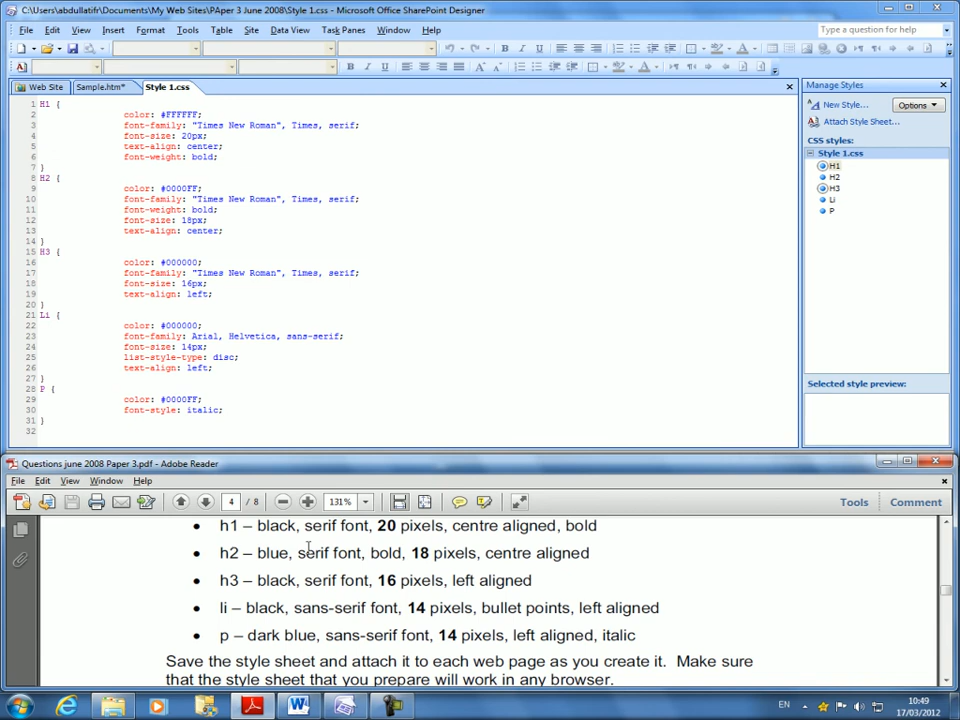 C:\Users\abdullatifr\Documents\My Web Sites\PAper 3 June 2008\Style 1.css - Microsoft Office SharePoint Designer
File Edit View Insert Format Tools Table Site Data View Task Panes Window Help
Type a question for help
Web Site Sample.htm* Style 1.css
1 H1 {
2 color: #FFFFFF;
3 font-family: "Times New Roman", Times, serif;
4 font-size: 20px;
5 text-align: center;
6 font-weight: bold;
7 }
8 H2 {
9 color: #0000FF;
10 font-family: "Times New Roman", Times, serif;
11 font-weight: bold;
12 font-size: 18px;
13 text-align: center;
14 }
15 H3 {
16 color: #000000;
17 font-family: "Times New Roman", Times, serif;
18 font-size: 16px;
19 text-align: left;
20 }
21 Li {
22 color: #000000;
23 font-family: Arial, Helvetica, sans-serif;
24 font-size: 14px;
25 list-style-type: disc;
26 text-align: left;
27 }
28 P {
29 color: #0000FF;
30 font-style: italic;
31 }
32
Manage Styles
New Style... Options
Attach Style Sheet...
CSS styles:
Style 1.css
H1
H2
H3
Li
P
Selected style preview:
Questions june 2008 Paper 3.pdf - Adobe Reader
File Edit View Window Help
4 / 8 131% Tools Comment
• h1 – black, serif font, 20 pixels, centre aligned, bold
• h2 – blue, serif font, bold, 18 pixels, centre aligned
• h3 – black, serif font, 16 pixels, left aligned
• li – black, sans-serif font, 14 pixels, bullet points, left aligned
• p – dark blue, sans-serif font, 14 pixels, left aligned, italic
Save the style sheet and attach it to each web page as you create it. Make sure
that the style sheet that you prepare will work in any browser.
EN 10:49
17/03/2012